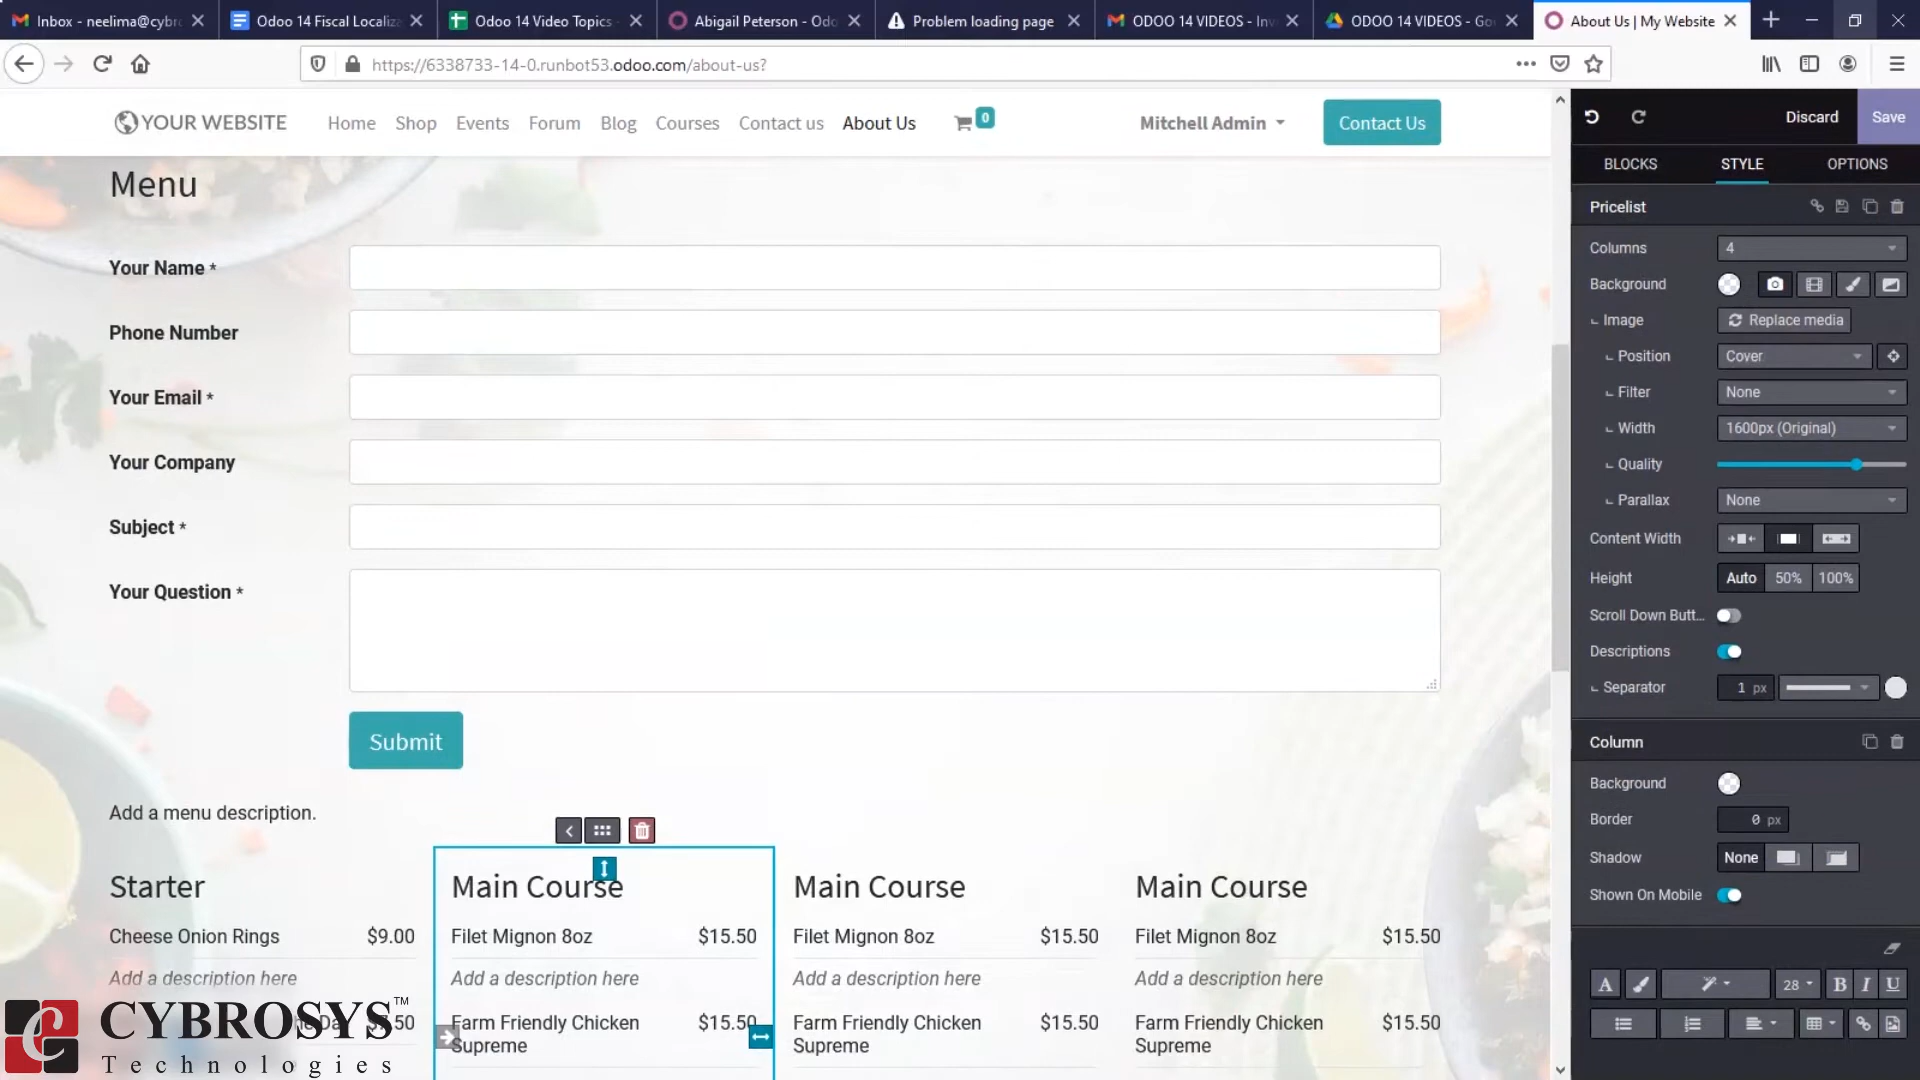 Inbox - neelima@cybr
Odoo 14 Fiscal Localiza
Odoo 14 Video Topics
Abigail Peterson - Odo
Problem loading page
ODOO 14 VIDEOS - Inv
ODOO 14 VIDEOS - Go
About Us | My Website
https://6338733-14-0.runbot53.odoo.com/about-us?
YOUR WEBSITE
Home
Shop
Events
Forum
Blog
Courses
Contact us
About Us
0
Mitchell Admin
Contact Us
Menu
Your Name *
Phone Number
Your Email *
Your Company
Subject *
Your Question *
Submit
Add a menu description.
Starter
Cheese Onion Rings $9.00
Add a description here
Main Course
Filet Mignon 8oz $15.50
Add a description here
Farm Friendly Chicken $15.50
Supreme
Main Course
Filet Mignon 8oz $15.50
Add a description here
Farm Friendly Chicken $15.50
Supreme
Main Course
Filet Mignon 8oz $15.50
Add a description here
Farm Friendly Chicken $15.50
Supreme
CYBROSYS™
Technologies
Discard
Save
BLOCKS
STYLE
OPTIONS
Pricelist
Columns 4
Background
Image Replace media
Position Cover
Filter None
Width 1600px (Original)
Quality
Parallax None
Content Width
Height Auto 50% 100%
Scroll Down Butt...
Descriptions
Separator 1 px
Column
Background
Border 0 px
Shadow None
Shown On Mobile
A 28 B I U